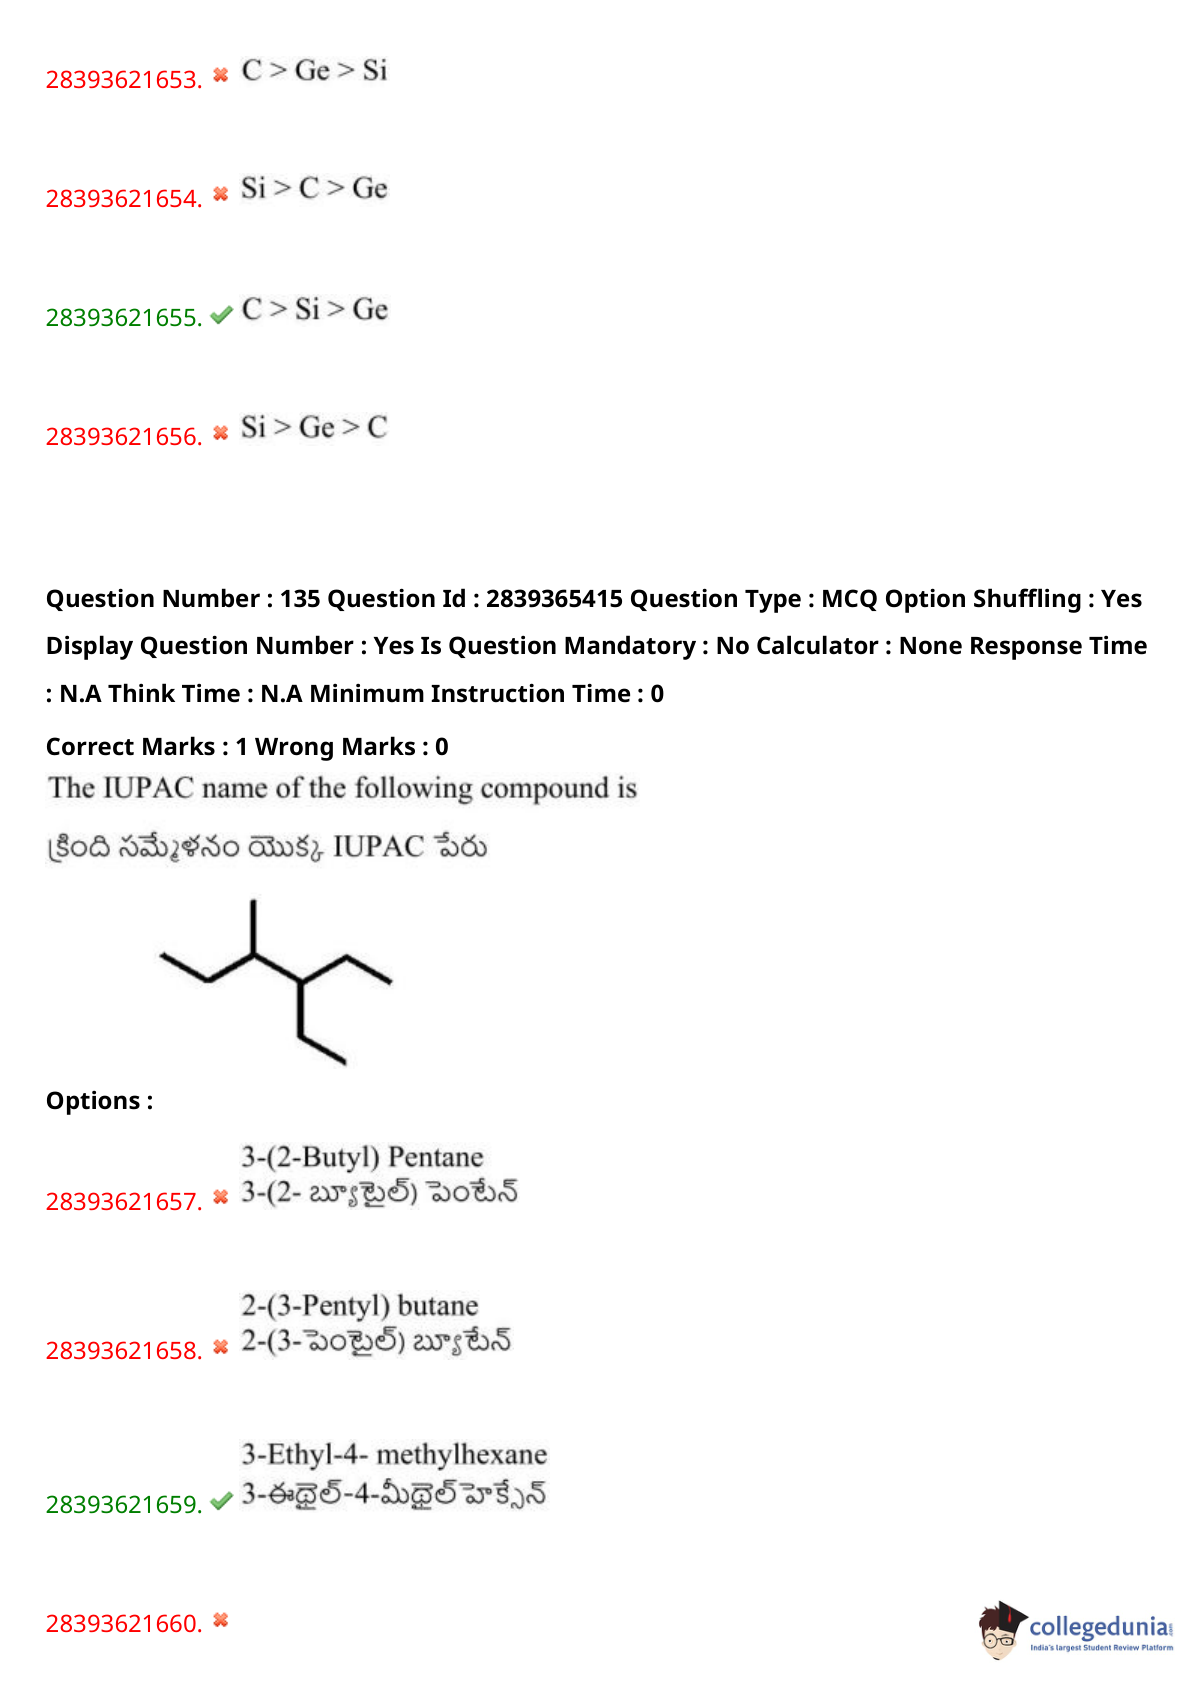 28393621653. C > Ge > Si
28393621654. Si > C > Ge
28393621655. C > Si > Ge
28393621656. Si > Ge > C
Question Number : 135 Question Id : 2839365415 Question Type : MCQ Option Shuffling : Yes
Display Question Number : Yes Is Question Mandatory : No Calculator : None Response Time
: N.A Think Time : N.A Minimum Instruction Time : 0
Correct Marks : 1 Wrong Marks : 0
The IUPAC name of the following compound is
క్రింది సమ్మేళనం యొక్క IUPAC పేరు
Options :
3-(2-Butyl) Pentane
28393621657. 3-(2- బ్యూటైల్) పెంటేన్
2-(3-Pentyl) butane
28393621658. 2-(3-పెంటైల్) బ్యూటేన్
3-Ethyl-4- methylhexane
28393621659. 3-ఈథైల్-4-మీథైల్ హెక్సేన్
28393621660.
collegedunia.com
India's largest Student Review Platform